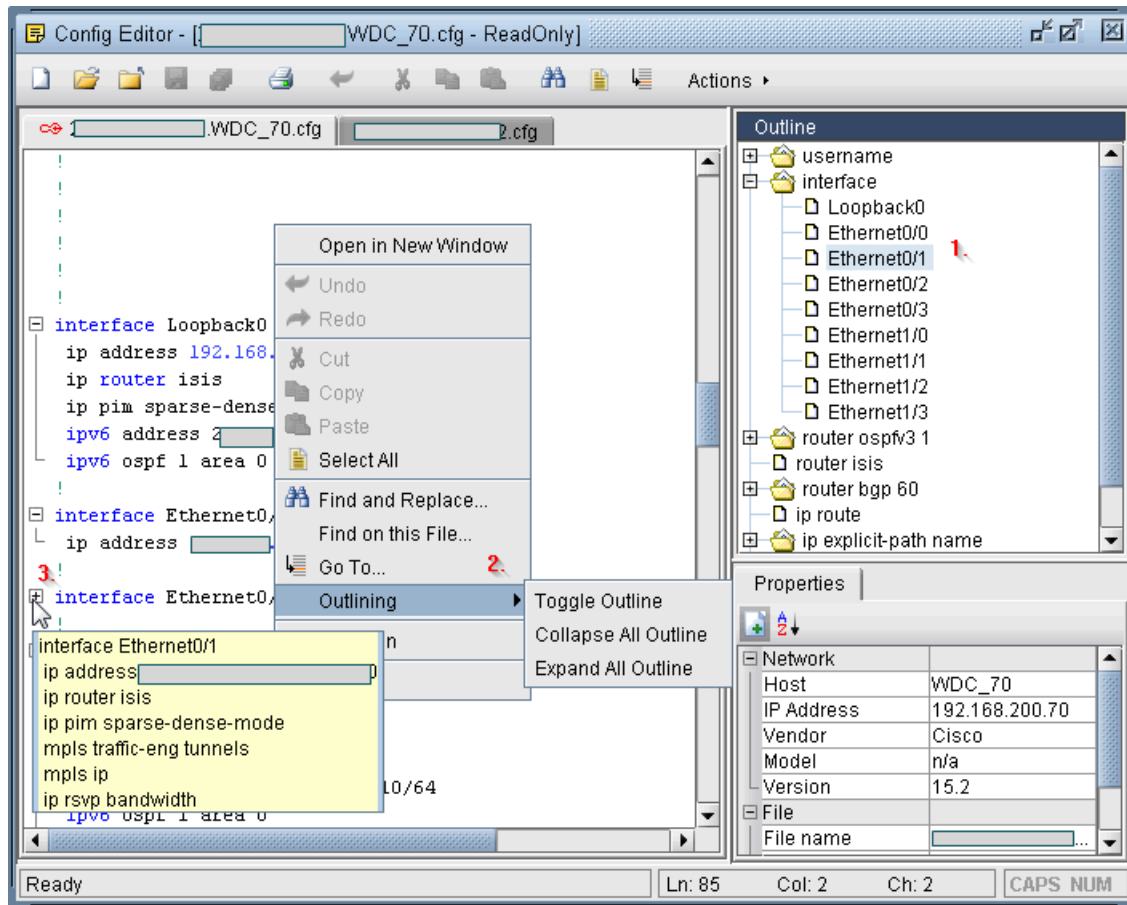 Config Editor - [ WDC_70.cfg - ReadOnly]
Actions
.WDC_70.cfg
2.cfg
!
!
!
!
!
!
interface Loopback0
ip address 192.168.
ip router isis
ip pim sparse-dense
ipv6 address 2
ipv6 ospf 1 area 0
!
interface Ethernet0/
ip address
!
3.
interface Ethernet0/
!
interface Ethernet0/1
ip address 0
ip router isis
ip pim sparse-dense-mode
mpls traffic-eng tunnels
mpls ip
ip rsvp bandwidth
10/64
ipv6 ospf 1 area 0
Open in New Window
Undo
Redo
Cut
Copy
Paste
Select All
Find and Replace...
Find on this File...
Go To...
2.
Outlining
n
Toggle Outline
Collapse All Outline
Expand All Outline
Outline
username
interface
Loopback0
Ethernet0/0
1.
Ethernet0/1
Ethernet0/2
Ethernet0/3
Ethernet1/0
Ethernet1/1
Ethernet1/2
Ethernet1/3
router ospfv3 1
router isis
router bgp 60
ip route
ip explicit-path name
Properties
Network
Host WDC_70
IP Address 192.168.200.70
Vendor Cisco
Model n/a
Version 15.2
File
File name ...
Ready
Ln: 85 Col: 2 Ch: 2 CAPS NUM